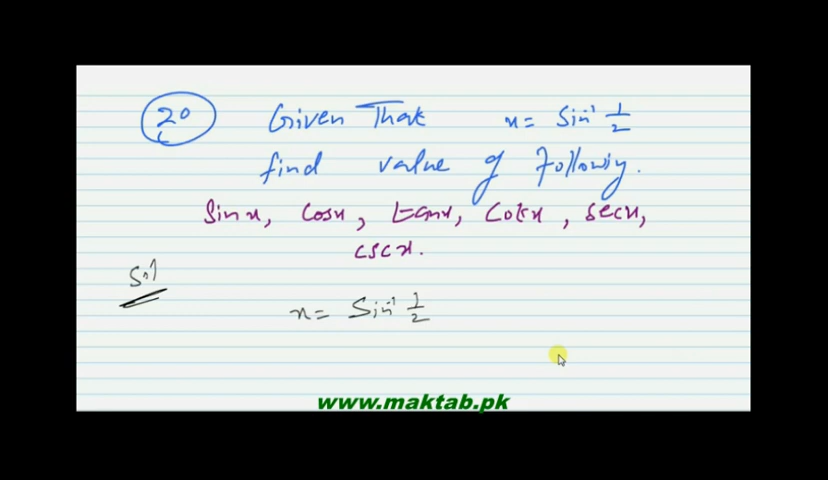 20 Given That x = Sin⁻¹ 1/2
find value of following.
Sin x, Cosx, tanx, Cotx, secx,
cscx.
Sol
x = Sin⁻¹ 1/2
www.maktab.pk